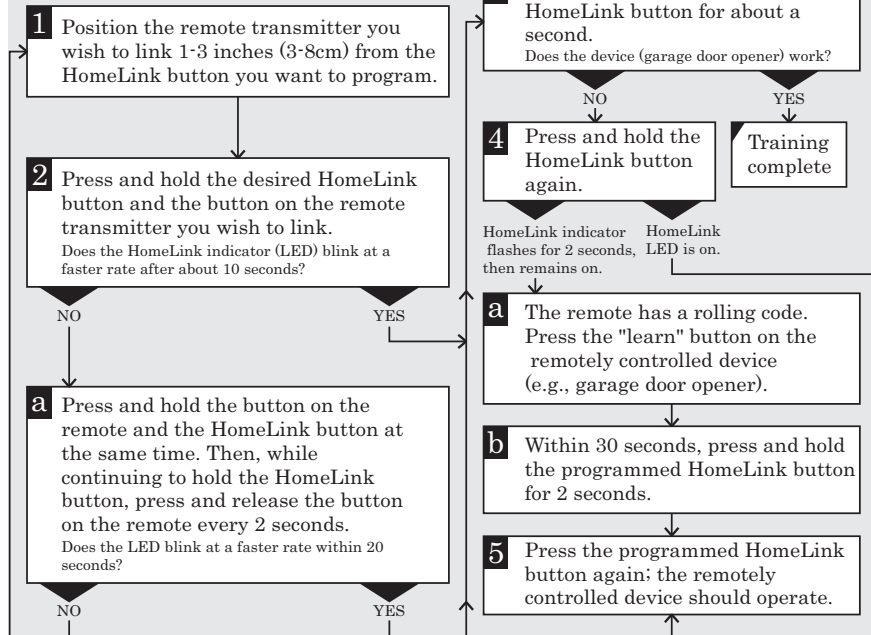 1 Position the remote transmitter you
wish to link 1-3 inches (3-8cm) from the
HomeLink button you want to program.
2 Press and hold the desired HomeLink
button and the button on the remote
transmitter you wish to link.
Does the HomeLink indicator (LED) blink at a
faster rate after about 10 seconds?
NO
YES
a Press and hold the button on the
remote and the HomeLink button at
the same time. Then, while
continuing to hold the HomeLink
button, press and release the button
on the remote every 2 seconds.
Does the LED blink at a faster rate within 20
seconds?
NO
YES
HomeLink button for about a
second.
Does the device (garage door opener) work?
NO
YES
4 Press and hold the
HomeLink button
again.
Training
complete
HomeLink indicator
flashes for 2 seconds,
then remains on.
HomeLink
LED is on.
a The remote has a rolling code.
Press the "learn" button on the
remotely controlled device
(e.g., garage door opener).
b Within 30 seconds, press and hold
the programmed HomeLink button
for 2 seconds.
5 Press the programmed HomeLink
button again; the remotely
controlled device should operate.